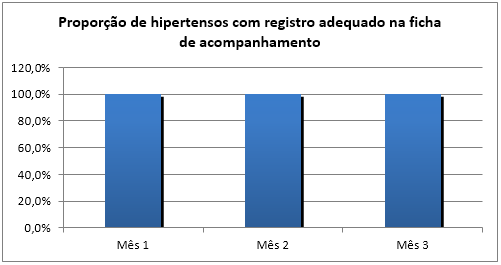 Proporção de hipertensos com registro adequado na ficha
de acompanhamento
120,0%
100,0%
80,0%
60,0%
40,0%
20,0%
0,0%
Mês 1
Mês 2
Mês 3